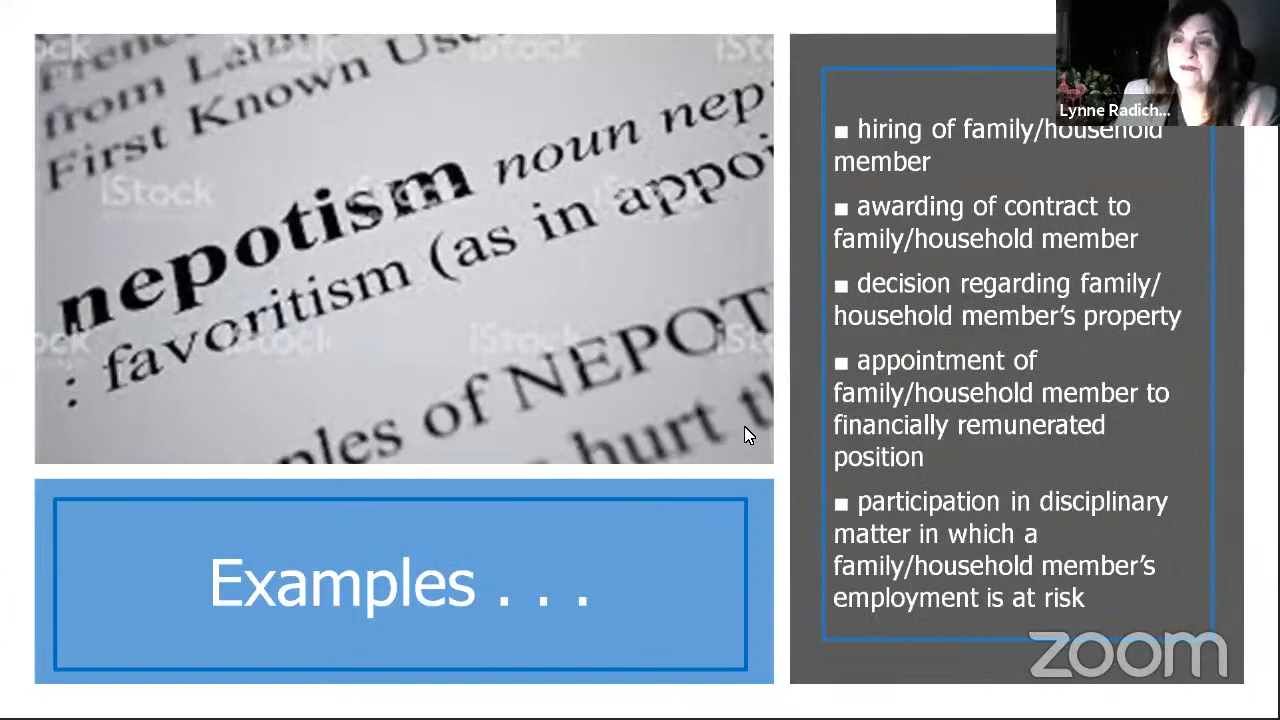 from Latin
First Known Use
nepotism noun nep
: favoritism (as in appoi
ples of NEPOT
hurt th
iStock
Examples . . .
Lynne Radich...
■ hiring of family/household
member
■ awarding of contract to
family/household member
■ decision regarding family/
household member's property
■ appointment of
family/household member to
financially remunerated
position
■ participation in disciplinary
matter in which a
family/household member's
employment is at risk
zoom